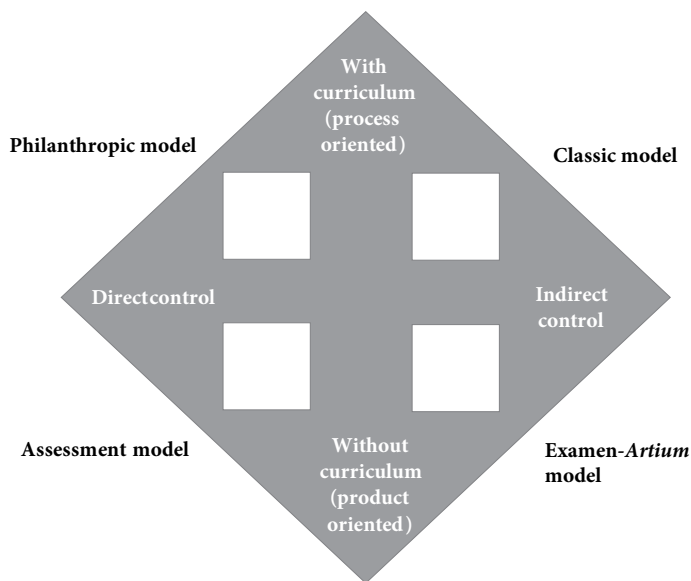 With
curriculum
(process
oriented)
Philanthropic model
Classic model
Directcontrol
Indirect
control
Assessment model
Without
curriculum
(product
oriented)
Examen-Artium
model